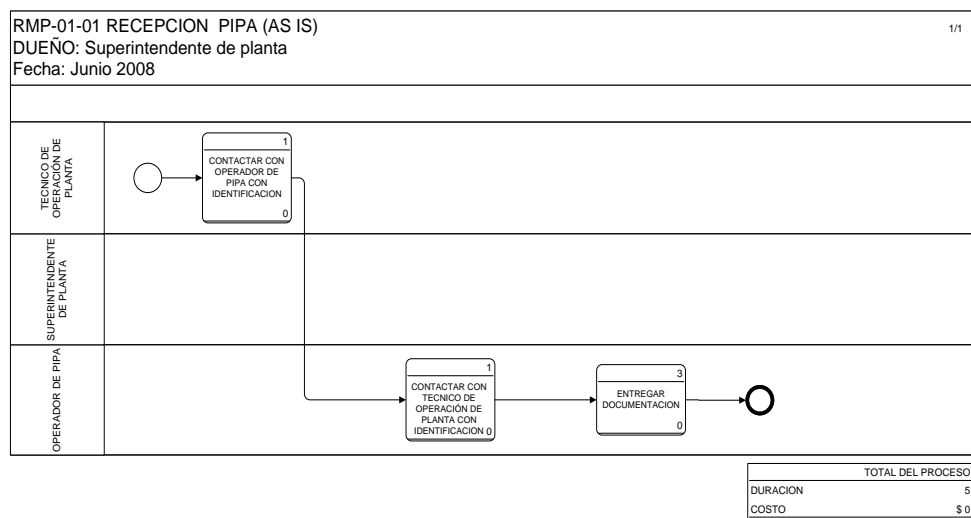 RMP-01-01 RECEPCION PIPA (AS IS)
1/1
DUEÑO: Superintendente de planta
Fecha: Junio 2008
TECNICO DE
OPERACIÓN DE
PLANTA
1
CONTACTAR CON
OPERADOR DE
PIPA CON
IDENTIFICACION
0
SUPERINTENDENTE
DE PLANTA
OPERADOR DE PIPA
1
CONTACTAR CON
TECNICO DE
OPERACIÓN DE
PLANTA CON
IDENTIFICACION
0
3
ENTREGAR
DOCUMENTACION
0
TOTAL DEL PROCESO
DURACION 5
COSTO $ 0